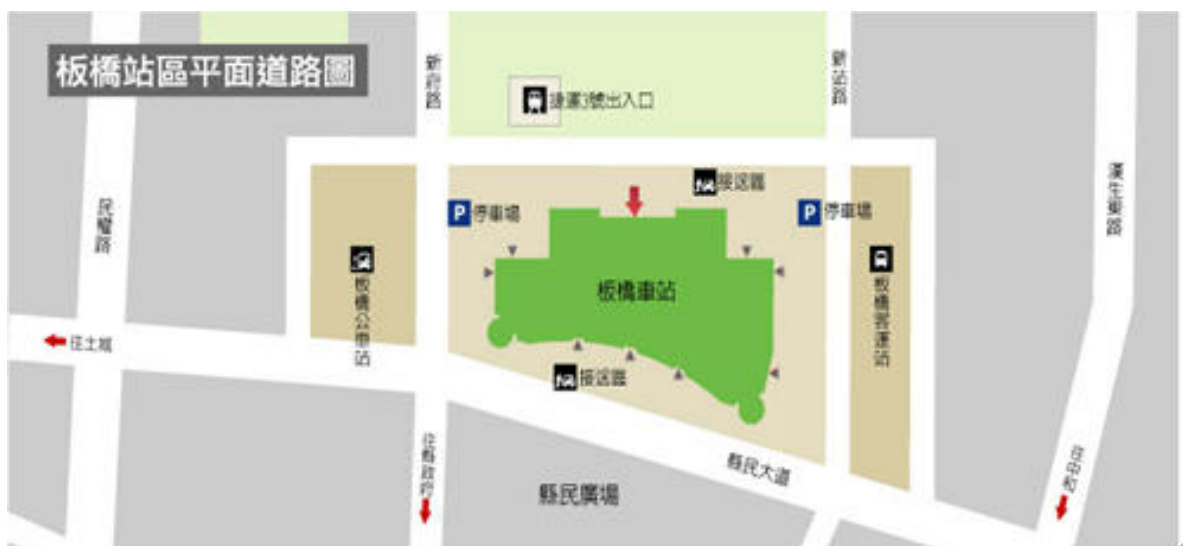 板橋站區平面道路圖
新府路
新站路
捷運3號出入口
漢生東路
民權路
接送區
P
停車場
P
停車場
板橋車站
板橋公車站
板橋客運站
往土城
接送區
縣民大道
往縣政府
縣民廣場
往中和